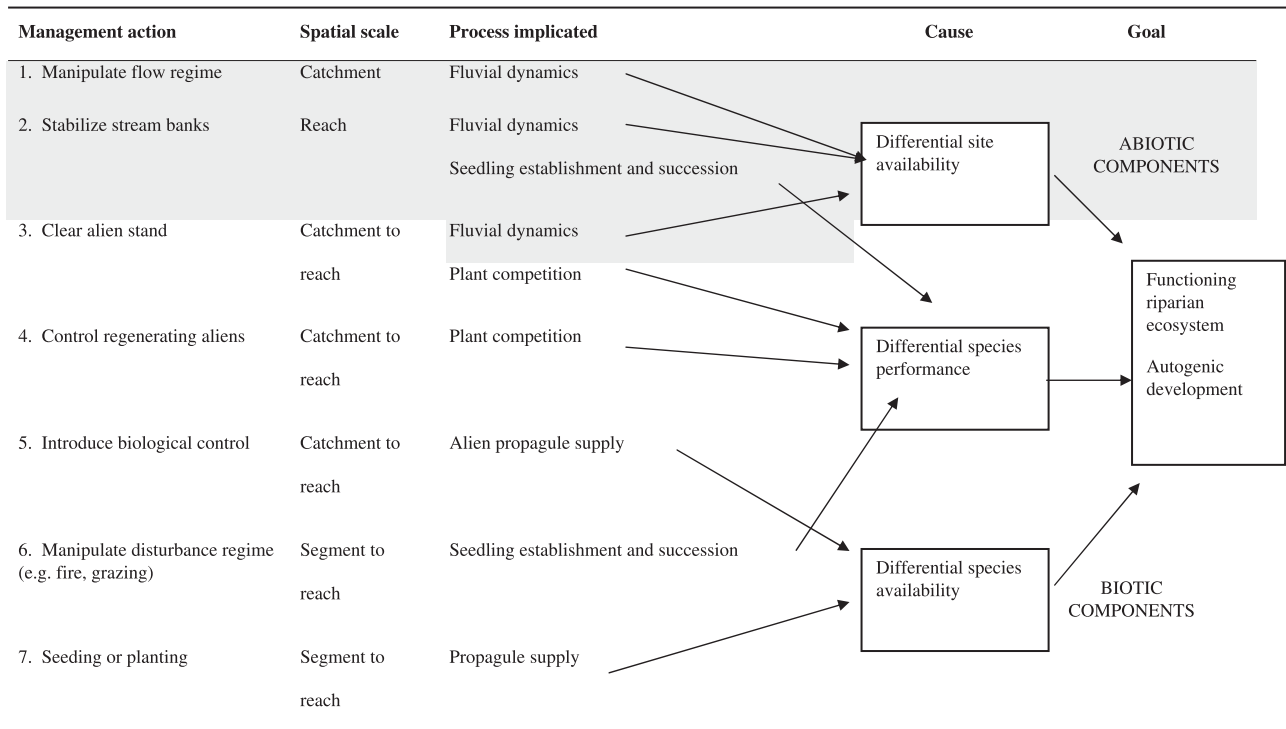 Management action Spatial scale Process implicated Cause Goal
1. Manipulate flow regime Catchment Fluvial dynamics
2. Stabilize stream banks Reach Fluvial dynamics
Seedling establishment and succession
Differential site
availability
ABIOTIC
COMPONENTS
3. Clear alien stand Catchment to Fluvial dynamics
reach Plant competition
Functioning
riparian
ecosystem
Autogenic
development
4. Control regenerating aliens Catchment to Plant competition
reach
Differential species
performance
5. Introduce biological control Catchment to Alien propagule supply
reach
6. Manipulate disturbance regime Segment to Seedling establishment and succession
(e.g. fire, grazing)
reach
Differential species
availability
BIOTIC
COMPONENTS
7. Seeding or planting Segment to Propagule supply
reach